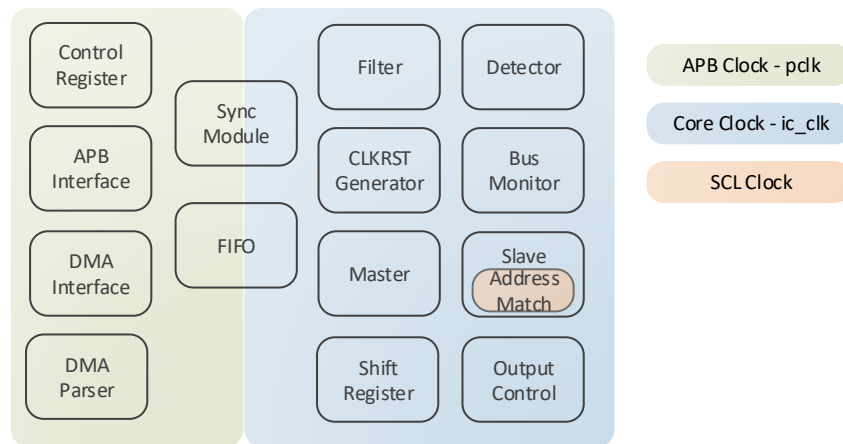 Control
Register
APB
Interface
DMA
Interface
DMA
Parser
Sync
Module
FIFO
Filter
CLKRST
Generator
Master
Shift
Register
Detector
Bus
Monitor
Slave
Address
Match
Output
Control
APB Clock - pclk
Core Clock - ic_clk
SCL Clock